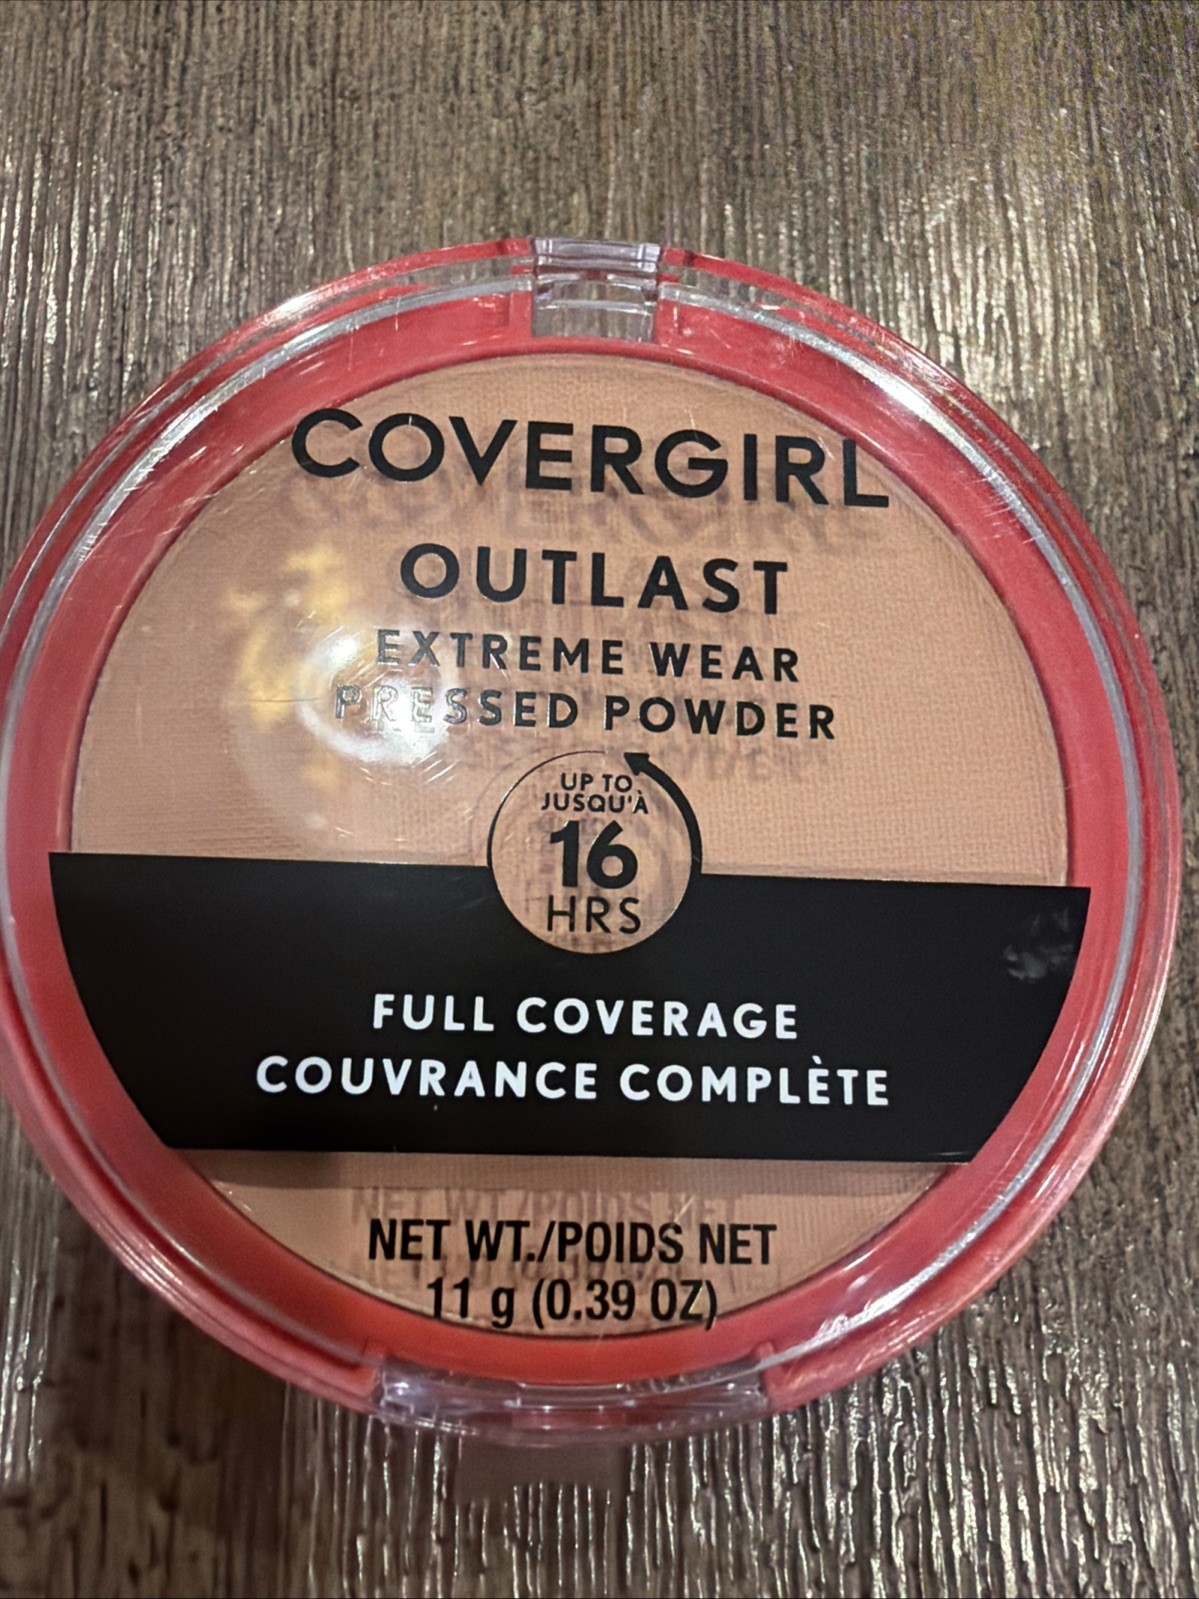 COVERGIRL
OUTLAST
EXTREME WEAR
PRESSED POWDER
UP TO
JUSQU'À
16
HRS
FULL COVERAGE
COUVRANCE COMPLÈTE
NET WT./POIDS NET
11 g (0.39 OZ)